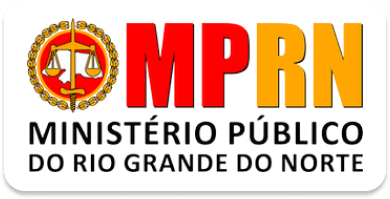 MPRN
MINISTÉRIO PÚBLICO
DO RIO GRANDE DO NORTE